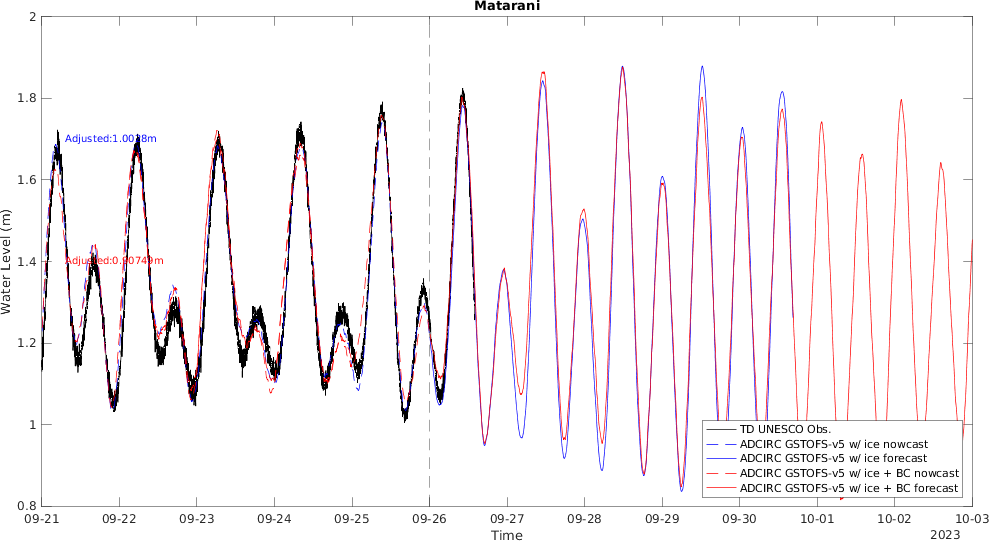 Matarani
Water Level (m)
2
1.8
1.6
1.4
1.2
1
0.8
Adjusted:1.0018m
Adjusted:0.90749m
TD UNESCO Obs.
ADCIRC GSTOFS-v5 w/ ice nowcast
ADCIRC GSTOFS-v5 w/ ice forecast
ADCIRC GSTOFS-v5 w/ ice + BC nowcast
ADCIRC GSTOFS-v5 w/ ice + BC forecast
09-21 09-22 09-23 09-24 09-25 09-26 09-27 09-28 09-29 09-30 10-01 10-02 10-03
Time
2023